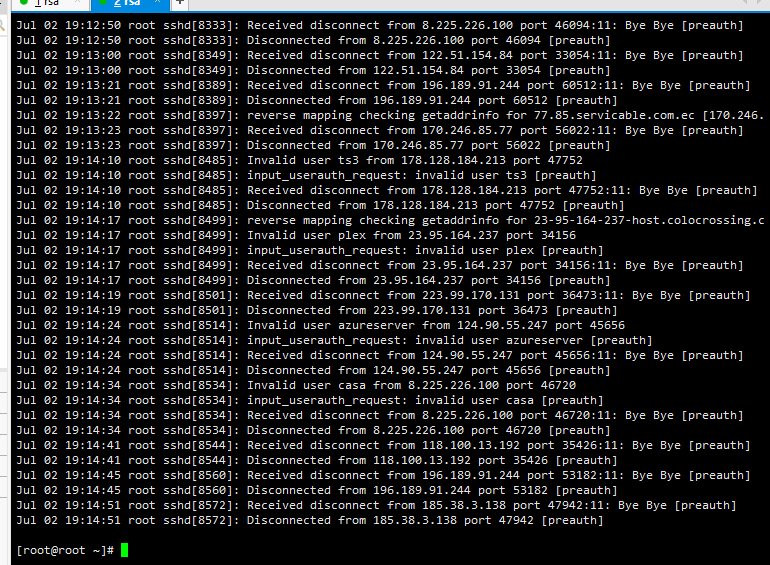 1 rsa
2 rsa
Jul 02 19:12:50 root sshd[8333]: Received disconnect from 8.225.226.100 port 46094:11: Bye Bye [preauth]
Jul 02 19:12:50 root sshd[8333]: Disconnected from 8.225.226.100 port 46094 [preauth]
Jul 02 19:13:00 root sshd[8349]: Received disconnect from 122.51.154.84 port 33054:11: Bye Bye [preauth]
Jul 02 19:13:00 root sshd[8349]: Disconnected from 122.51.154.84 port 33054 [preauth]
Jul 02 19:13:21 root sshd[8389]: Received disconnect from 196.189.91.244 port 60512:11: Bye Bye [preauth]
Jul 02 19:13:21 root sshd[8389]: Disconnected from 196.189.91.244 port 60512 [preauth]
Jul 02 19:13:22 root sshd[8397]: reverse mapping checking getaddrinfo for 77.85.servicable.com.ec [170.246.
Jul 02 19:13:23 root sshd[8397]: Received disconnect from 170.246.85.77 port 56022:11: Bye Bye [preauth]
Jul 02 19:13:23 root sshd[8397]: Disconnected from 170.246.85.77 port 56022 [preauth]
Jul 02 19:14:10 root sshd[8485]: Invalid user ts3 from 178.128.184.213 port 47752
Jul 02 19:14:10 root sshd[8485]: input_userauth_request: invalid user ts3 [preauth]
Jul 02 19:14:10 root sshd[8485]: Received disconnect from 178.128.184.213 port 47752:11: Bye Bye [preauth]
Jul 02 19:14:10 root sshd[8485]: Disconnected from 178.128.184.213 port 47752 [preauth]
Jul 02 19:14:17 root sshd[8499]: reverse mapping checking getaddrinfo for 23-95-164-237-host.colocrossing.c
Jul 02 19:14:17 root sshd[8499]: Invalid user plex from 23.95.164.237 port 34156
Jul 02 19:14:17 root sshd[8499]: input_userauth_request: invalid user plex [preauth]
Jul 02 19:14:17 root sshd[8499]: Received disconnect from 23.95.164.237 port 34156:11: Bye Bye [preauth]
Jul 02 19:14:17 root sshd[8499]: Disconnected from 23.95.164.237 port 34156 [preauth]
Jul 02 19:14:19 root sshd[8501]: Received disconnect from 223.99.170.131 port 36473:11: Bye Bye [preauth]
Jul 02 19:14:19 root sshd[8501]: Disconnected from 223.99.170.131 port 36473 [preauth]
Jul 02 19:14:24 root sshd[8514]: Invalid user azureserver from 124.90.55.247 port 45656
Jul 02 19:14:24 root sshd[8514]: input_userauth_request: invalid user azureserver [preauth]
Jul 02 19:14:24 root sshd[8514]: Received disconnect from 124.90.55.247 port 45656:11: Bye Bye [preauth]
Jul 02 19:14:24 root sshd[8514]: Disconnected from 124.90.55.247 port 45656 [preauth]
Jul 02 19:14:34 root sshd[8534]: Invalid user casa from 8.225.226.100 port 46720
Jul 02 19:14:34 root sshd[8534]: input_userauth_request: invalid user casa [preauth]
Jul 02 19:14:34 root sshd[8534]: Received disconnect from 8.225.226.100 port 46720:11: Bye Bye [preauth]
Jul 02 19:14:34 root sshd[8534]: Disconnected from 8.225.226.100 port 46720 [preauth]
Jul 02 19:14:41 root sshd[8544]: Received disconnect from 118.100.13.192 port 35426:11: Bye Bye [preauth]
Jul 02 19:14:41 root sshd[8544]: Disconnected from 118.100.13.192 port 35426 [preauth]
Jul 02 19:14:45 root sshd[8560]: Received disconnect from 196.189.91.244 port 53182:11: Bye Bye [preauth]
Jul 02 19:14:45 root sshd[8560]: Disconnected from 196.189.91.244 port 53182 [preauth]
Jul 02 19:14:51 root sshd[8572]: Received disconnect from 185.38.3.138 port 47942:11: Bye Bye [preauth]
Jul 02 19:14:51 root sshd[8572]: Disconnected from 185.38.3.138 port 47942 [preauth]
[root@root ~]#